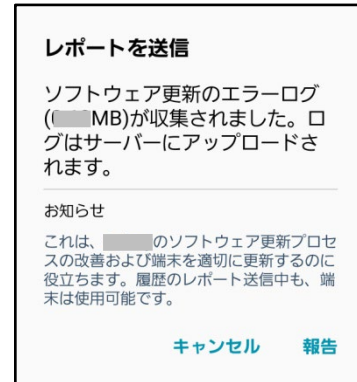 レポートを送信
ソフトウェア更新のエラーログ
( MB)が収集されました。ロ
グはサーバーにアップロードさ
れます。
お知らせ
これは、 のソフトウェア更新プロセ
スの改善および端末を適切に更新するのに
役立ちます。履歴のレポート送信中も、端
末は使用可能です。
キャンセル 報告